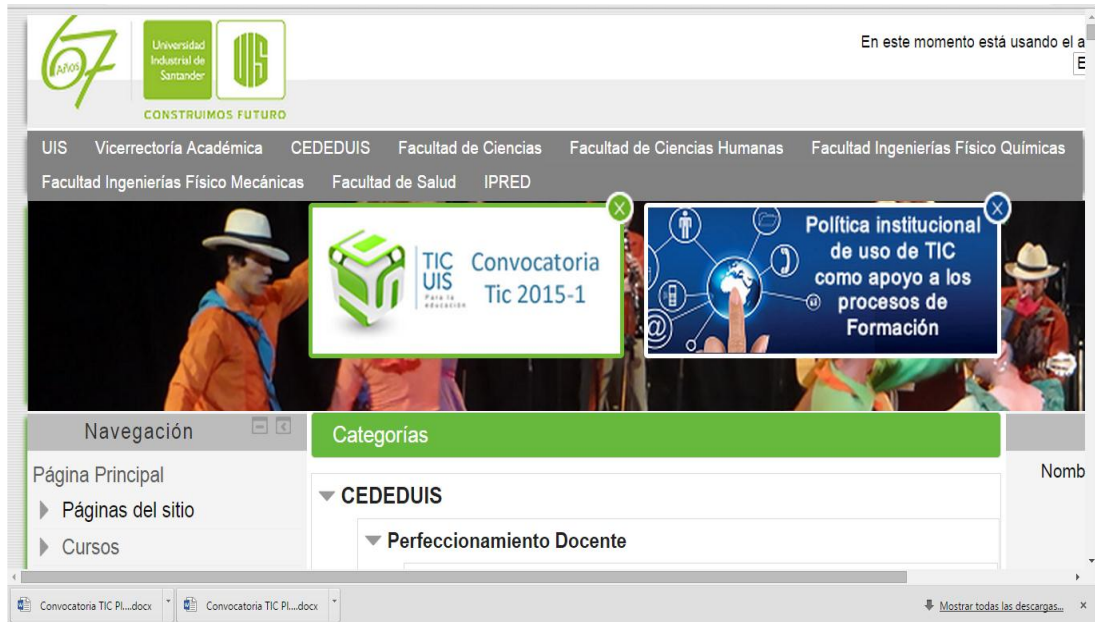 67
Años
Universidad
Industrial de
Santander
UIS
CONSTRUIMOS FUTURO
En este momento está usando el a
E
UIS Vicerrectoría Académica CEDEDUIS Facultad de Ciencias Facultad de Ciencias Humanas Facultad Ingenierías Físico Químicas
Facultad Ingenierías Físico Mecánicas Facultad de Salud IPRED
TIC
UIS
Para la
educación
Convocatoria
Tic 2015-1
Política institucional
de uso de TIC
como apoyo a los
procesos de
Formación
Navegación
Categorías
Página Principal
Páginas del sitio
Cursos
CEDEDUIS
Perfeccionamiento Docente
Nomb
Convocatoria TIC Pl....docx
Convocatoria TIC Pl....docx
Mostrar todas las descargas...